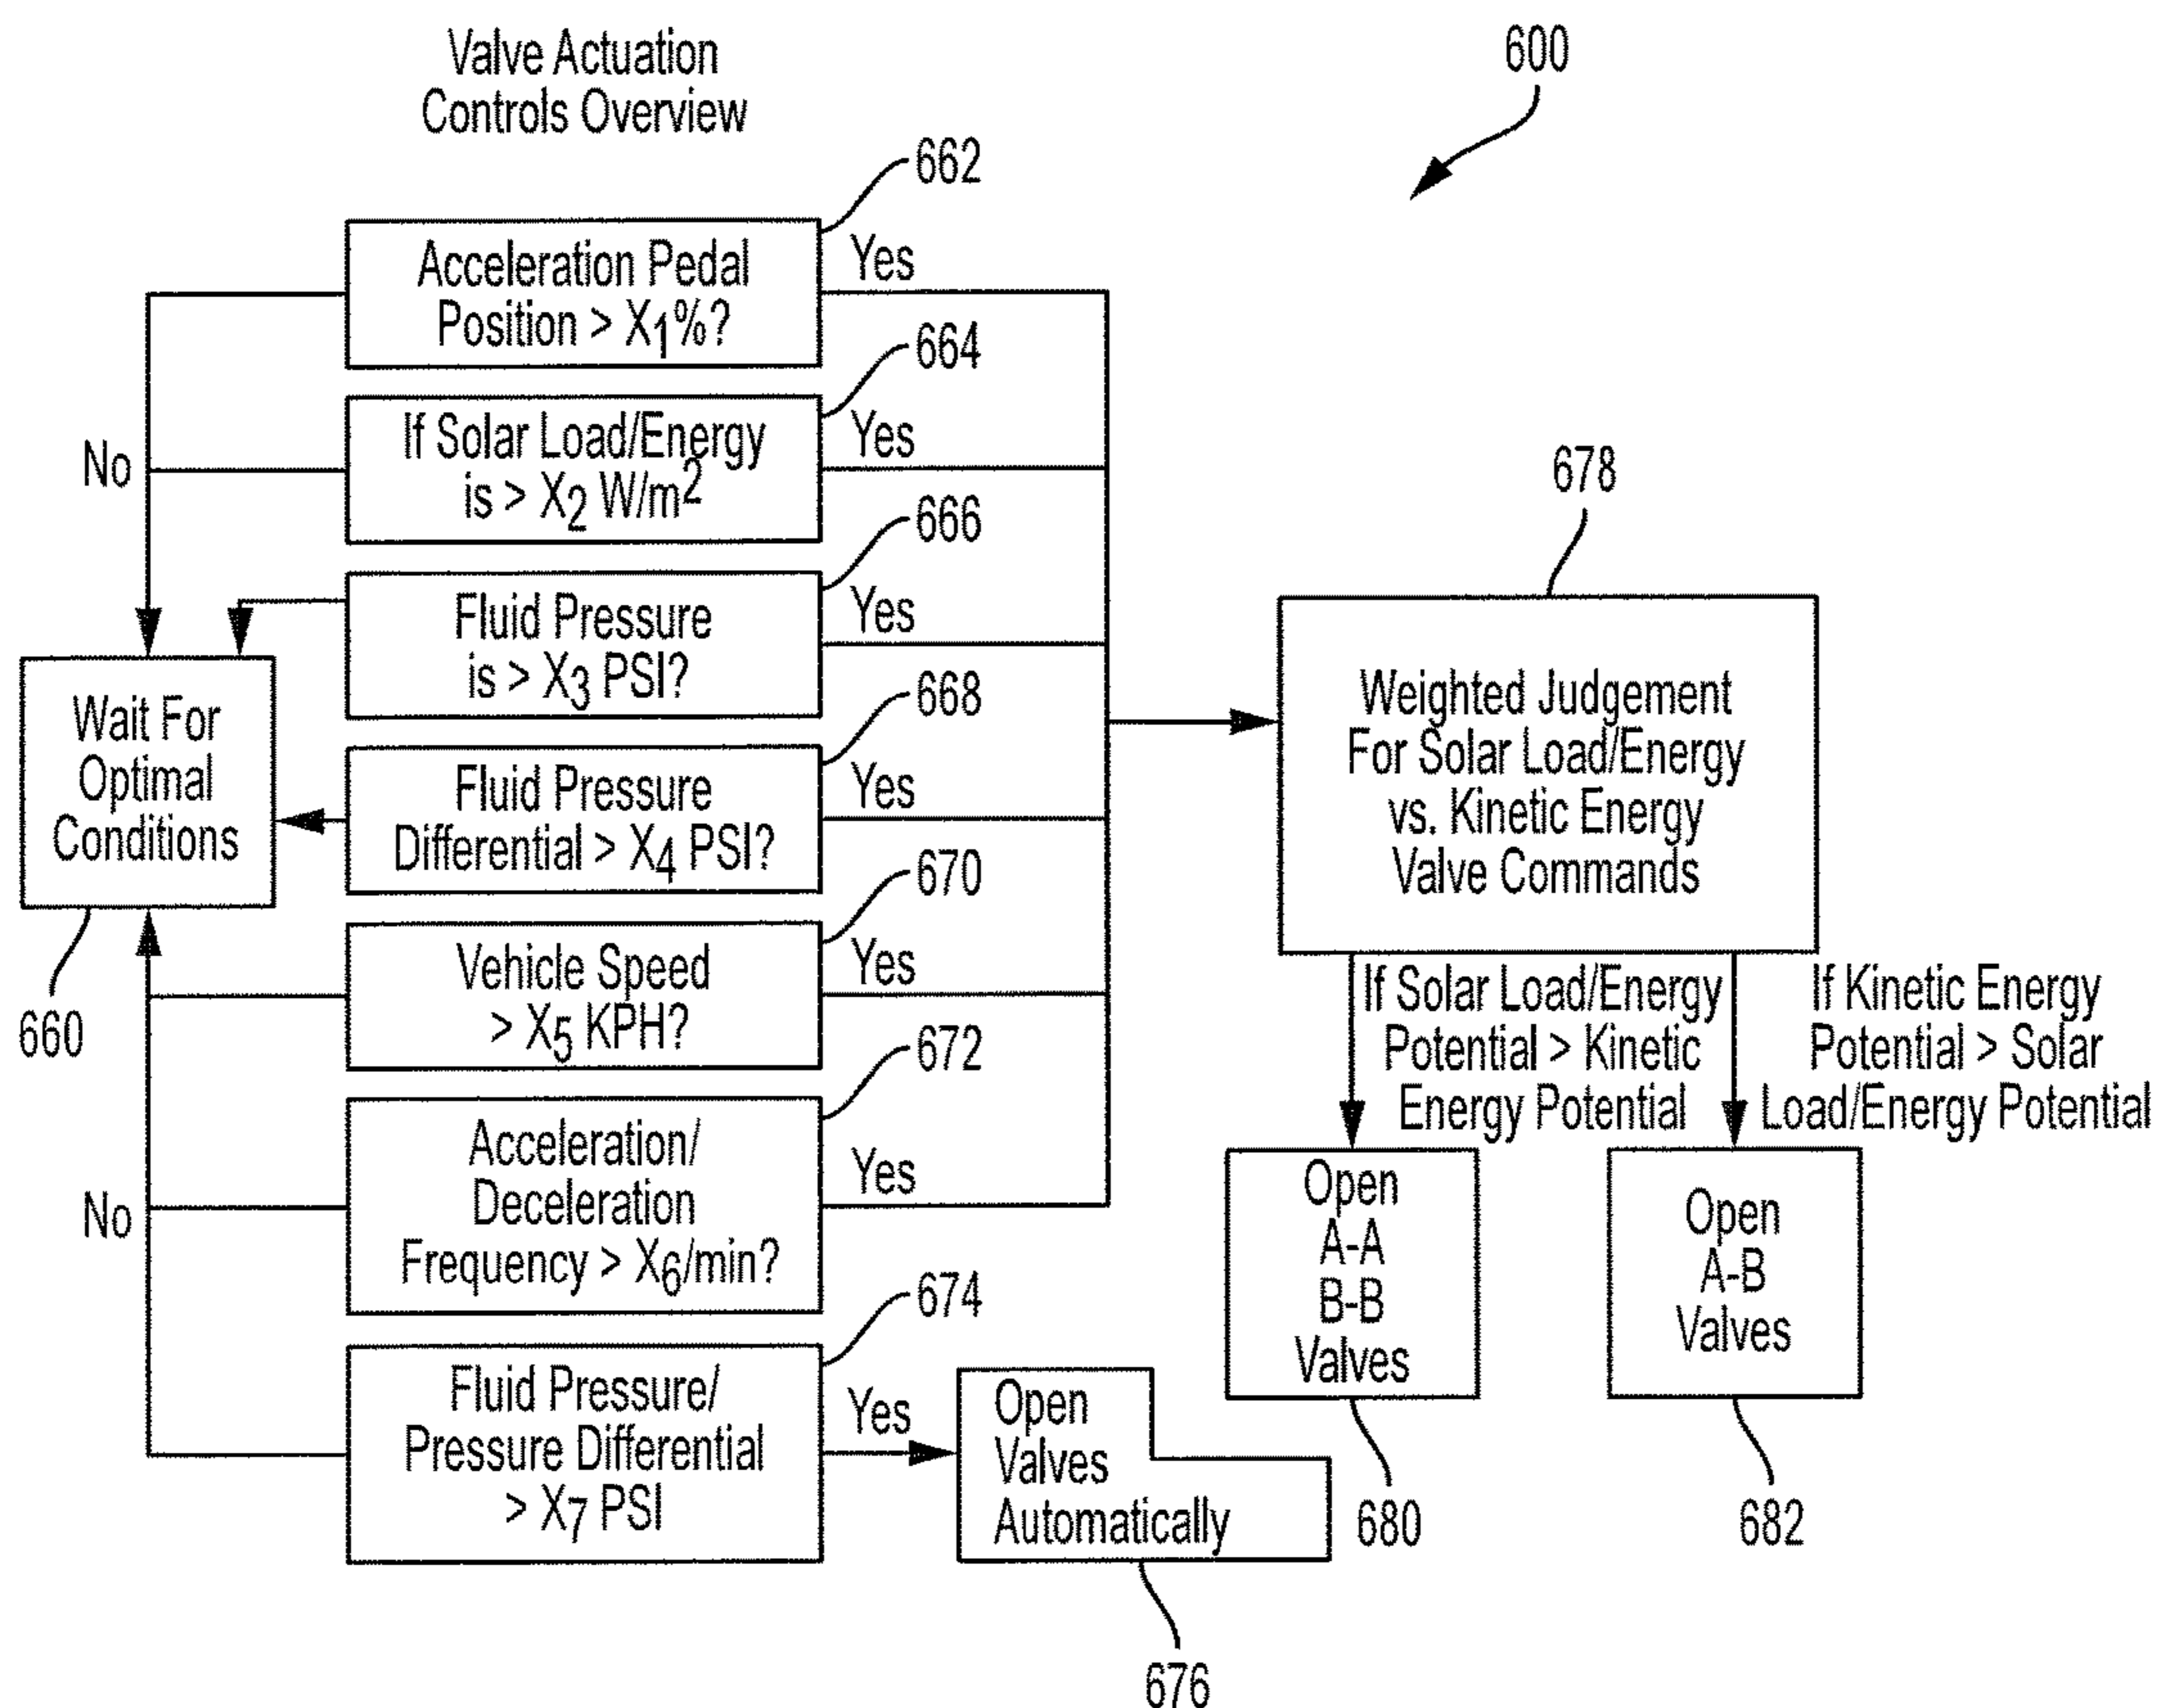 Valve Actuation
Controls Overview
600
662
Acceleration Pedal
Position > X₁%?
Yes
664
If Solar Load/Energy
is > X₂ W/m²
Yes
No
666
Fluid Pressure
is > X₃ PSI?
Yes
668
Fluid Pressure
Differential > X₄ PSI?
Yes
Wait For
Optimal
Conditions
660
670
Vehicle Speed
> X₅ KPH?
Yes
672
Acceleration/
Deceleration
Frequency > X₆/min?
Yes
No
674
Fluid Pressure/
Pressure Differential
> X₇ PSI
Yes
Open
Valves
Automatically
676
678
Weighted Judgement
For Solar Load/Energy
vs. Kinetic Energy
Valve Commands
If Solar Load/Energy
Potential > Kinetic
Energy Potential
If Kinetic Energy
Potential > Solar
Load/Energy Potential
Open
A-A
B-B
Valves
680
Open
A-B
Valves
682